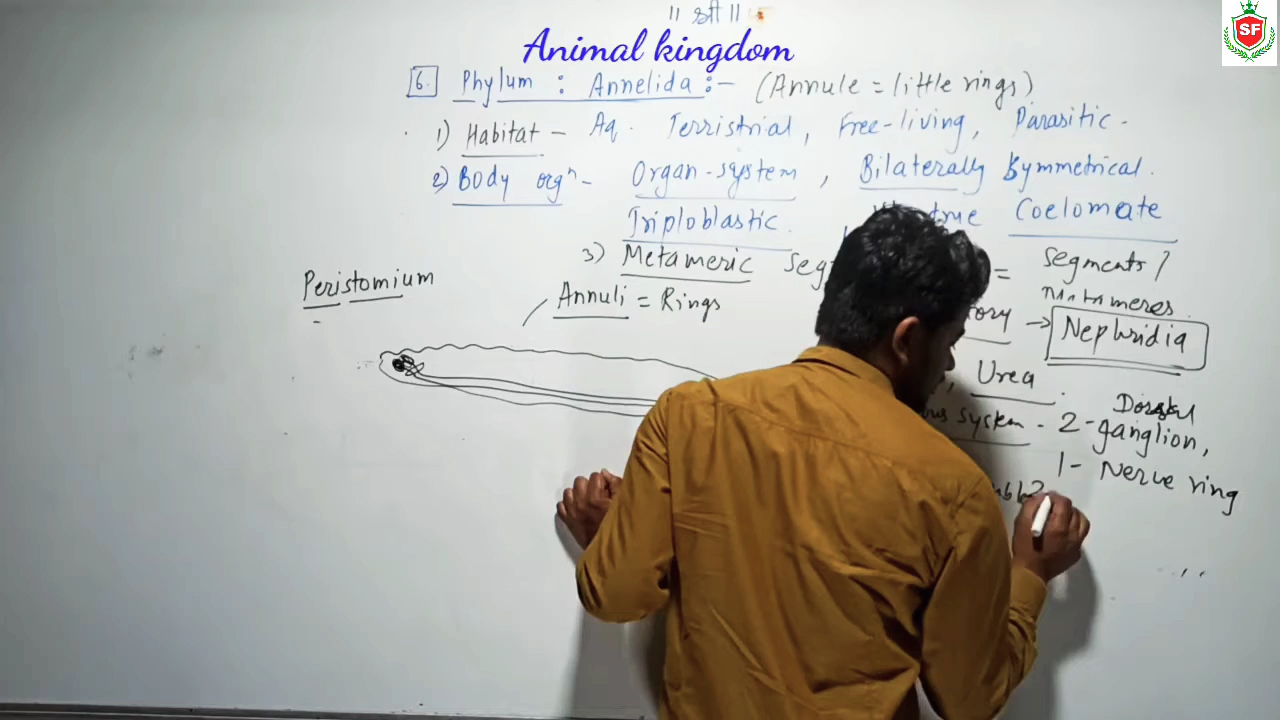 ॥ श्री ॥
SF
Animal kingdom
6. Phylum : Annelida :- (Annule = little rings)
1) Habitat - Aq. Terristrial, Free-living, Parasitic.
2) Body orgⁿ - Organ-system, Bilaterally Symmetrical.
Triploblastic. true Coelomate
3) Metameric = segments /
Metameres
Peristomium
Annuli = Rings
→ Nephridia
, Urea.
system - 2 - Dorsal ganglion,
1 - Nerve ring